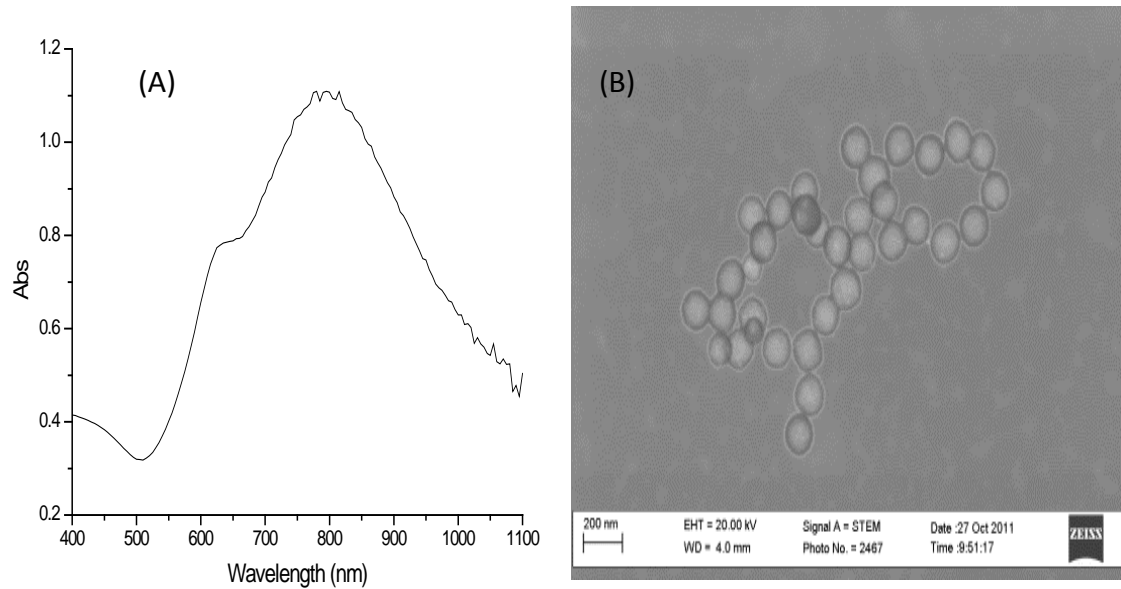 (A)
1.2
1.0
0.8
0.6
0.4
0.2
Abs
400 500 600 700 800 900 1000 1100
Wavelength (nm)
(B)
200 nm
EHT = 20.00 kV
WD = 4.0 mm
Signal A = STEM
Photo No. = 2467
Date :27 Oct 2011
Time :9:51:17
ZEISS